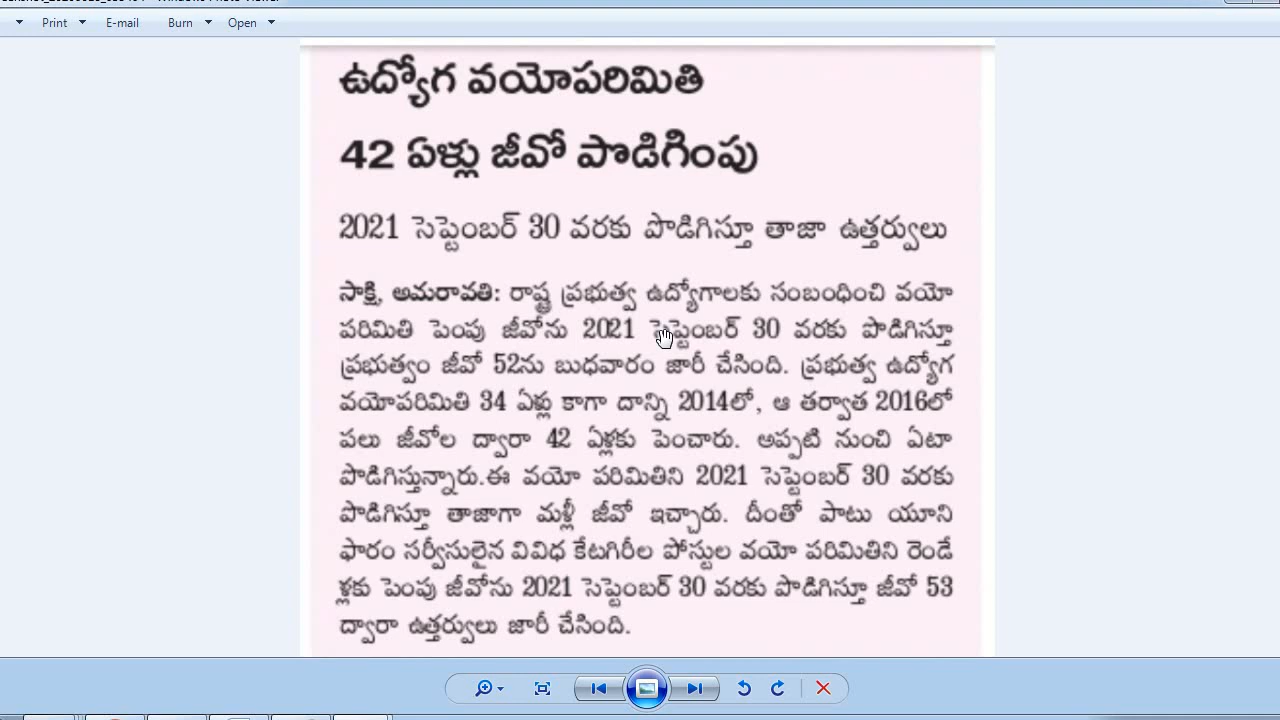 Print E-mail Burn Open
ఉద్యోగ వయోపరిమితి
42 ఏళ్లు జీవో పొడిగింపు
2021 సెప్టెంబర్ 30 వరకు పొడిగిస్తూ తాజా ఉత్తర్వులు
సాక్షి, అమరావతి: రాష్ట్ర ప్రభుత్వ ఉద్యోగాలకు సంబంధించి వయో
పరిమితి పెంపు జీవోను 2021 సెప్టెంబర్ 30 వరకు పొడిగిస్తూ
ప్రభుత్వం జీవో 52ను బుధవారం జారీ చేసింది. ప్రభుత్వ ఉద్యోగ
వయోపరిమితి 34 ఏళ్లు కాగా దాన్ని 2014లో, ఆ తర్వాత 2016లో
పలు జీవోల ద్వారా 42 ఏళ్లకు పెంచారు. అప్పటి నుంచి ఏటా
పొడిగిస్తున్నారు.ఈ వయో పరిమితిని 2021 సెప్టెంబర్ 30 వరకు
పొడిగిస్తూ తాజాగా మళ్లీ జీవో ఇచ్చారు. దీంతో పాటు యూని
ఫారం సర్వీసులైన వివిధ కేటగిరీల పోస్టుల వయో పరిమితిని రెండే
ళ్లకు పెంపు జీవోను 2021 సెప్టెంబర్ 30 వరకు పొడిగిస్తూ జీవో 53
ద్వారా ఉత్తర్వులు జారీ చేసింది.